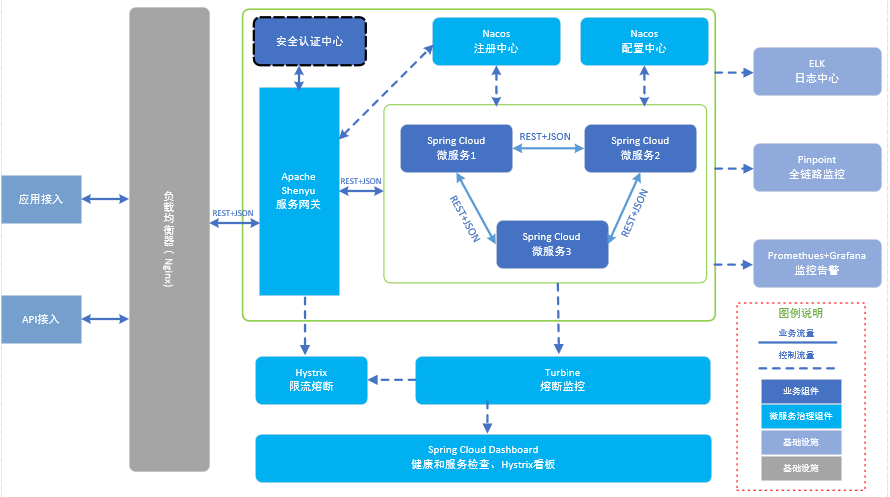 安全认证中心
Nacos
注册中心
Nacos
配置中心
ELK
日志中心
Spring Cloud
微服务1
REST+JSON
Spring Cloud
微服务2
Apache
Shenyu
服务网关
REST+JSON
Pinpoint
全链路监控
应用接入
负载均衡器（Nginx)
REST+JSON
REST+JSON
REST+JSON
Spring Cloud
微服务3
Promethues+Grafana
监控告警
API接入
图例说明
业务流量
控制流量
Hystrix
限流熔断
Turbine
熔断监控
业务组件
微服务治理组件
基础设施
基础设施
Spring Cloud Dashboard
健康和服务检查、Hystrix看板